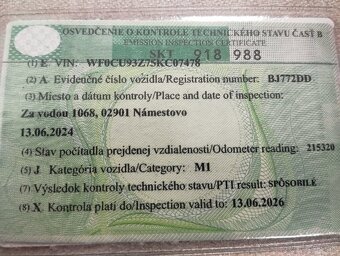 OSVEDČENIE O KONTROLE TECHNICKÉHO STAVU ČASŤ B
EMISSION INSPECTION CERTIFICATE
SKT 918 988
(1) E VIN: WF0CU93Z75KC07478
(2) A Evidenčné číslo vozidla/Registration number: BJ772DD
(3) Miesto a dátum kontroly/Place and date of inspection:
Za vodou 1068, 02901 Námestovo
13.06.2024
(4) Stav počítadla prejdenej vzdialenosti/Odometer reading: 215320
(5) J Kategória vozidla/Category: M1
(7) Výsledok kontroly technického stavu/PTI result: SPÔSOBILÉ
(8) X. Kontrola platí do/Inspection valid to: 13.06.2026